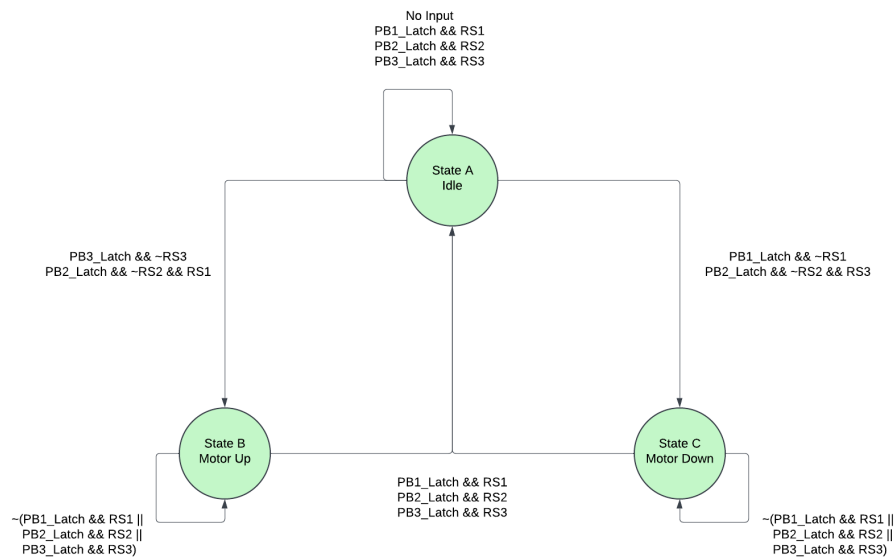 No Input
PB1_Latch && RS1
PB2_Latch && RS2
PB3_Latch && RS3
State A
Idle
PB3_Latch && ~RS3
PB2_Latch && ~RS2 && RS1
PB1_Latch && ~RS1
PB2_Latch && ~RS2 && RS3
State B
Motor Up
State C
Motor Down
PB1_Latch && RS1
PB2_Latch && RS2
PB3_Latch && RS3
~(PB1_Latch && RS1 ||
PB2_Latch && RS2 ||
PB3_Latch && RS3)
~(PB1_Latch && RS1 ||
PB2_Latch && RS2 ||
PB3_Latch && RS3)